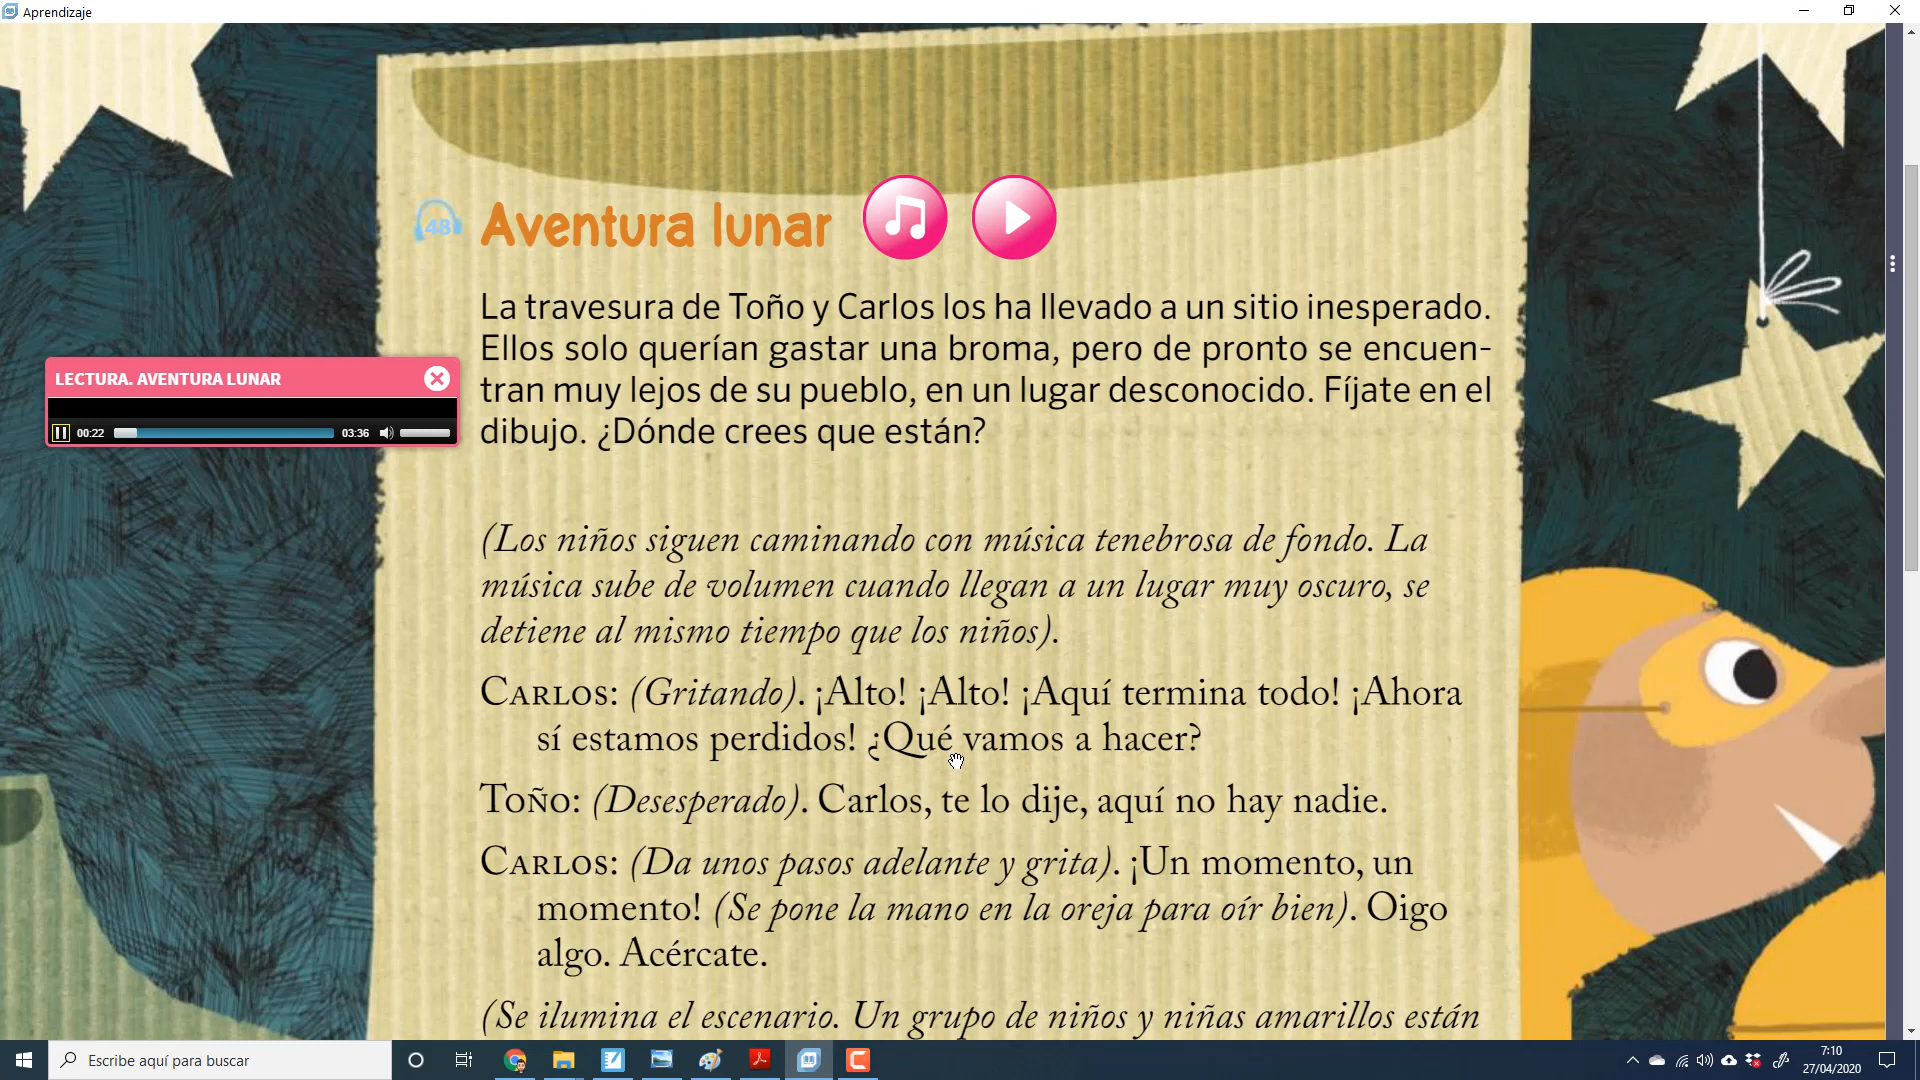 Aprendizaje
48
Aventura lunar
La travesura de Toño y Carlos los ha llevado a un sitio inesperado.
Ellos solo querían gastar una broma, pero de pronto se encuen-
tran muy lejos de su pueblo, en un lugar desconocido. Fíjate en el
dibujo. ¿Dónde crees que están?
LECTURA. AVENTURA LUNAR
00:22
03:36
(Los niños siguen caminando con música tenebrosa de fondo. La
música sube de volumen cuando llegan a un lugar muy oscuro, se
detiene al mismo tiempo que los niños).
CARLOS: (Gritando). ¡Alto! ¡Alto! ¡Aquí termina todo! ¡Ahora
sí estamos perdidos! ¿Qué vamos a hacer?
TOÑO: (Desesperado). Carlos, te lo dije, aquí no hay nadie.
CARLOS: (Da unos pasos adelante y grita). ¡Un momento, un
momento! (Se pone la mano en la oreja para oír bien). Oigo
algo. Acércate.
(Se ilumina el escenario. Un grupo de niños y niñas amarillos están
Escribe aquí para buscar
7:10
27/04/2020